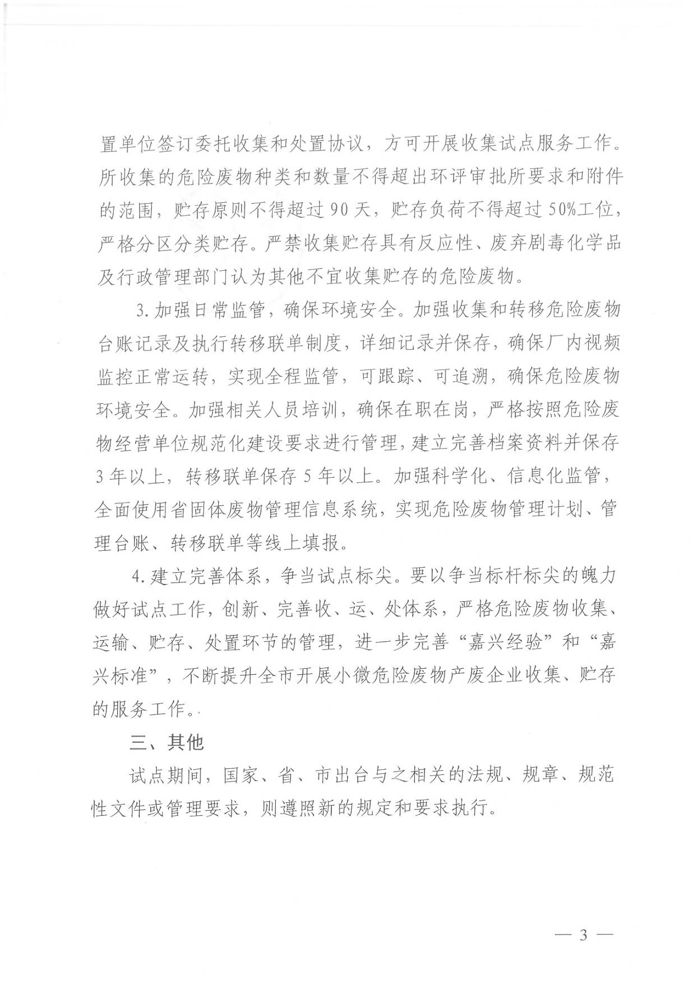 置单位签订委托收集和处置协议，方可开展收集试点服务工作。
所收集的危险废物种类和数量不得超出环评审批所要求和附件
的范围，贮存原则不得超过 90 天，贮存负荷不得超过 50%工位，
严格分区分类贮存。严禁收集贮存具有反应性、废弃剧毒化学品
及行政管理部门认为其他不宜收集贮存的危险废物。
3.加强日常监管，确保环境安全。加强收集和转移危险废物
台账记录及执行转移联单制度，详细记录并保存，确保厂内视频
监控正常运转，实现全程监管，可跟踪、可追溯，确保危险废物
环境安全。加强相关人员培训，确保在职在岗，严格按照危险废
物经营单位规范化建设要求进行管理，建立完善档案资料并保存
3 年以上，转移联单保存 5 年以上。加强科学化、信息化监管，
全面使用省固体废物管理信息系统，实现危险废物管理计划、管
理台账、转移联单等线上填报。
4.建立完善体系，争当试点标尖。要以争当标杆标尖的魄力
做好试点工作，创新、完善收、运、处体系，严格危险废物收集、
运输、贮存、处置环节的管理，进一步完善“嘉兴经验”和“嘉
兴标准”，不断提升全市开展小微危险废物产废企业收集、贮存
的服务工作。
三、其他
试点期间，国家、省、市出台与之相关的法规、规章、规范
性文件或管理要求，则遵照新的规定和要求执行。
— 3 —